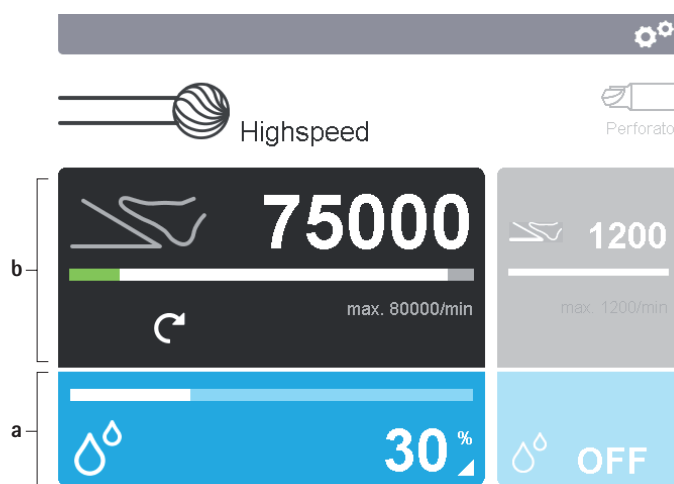 Highspeed
Perforato
b
75000
1200
max. 80000/min
max. 1200/min
a
30 %
OFF